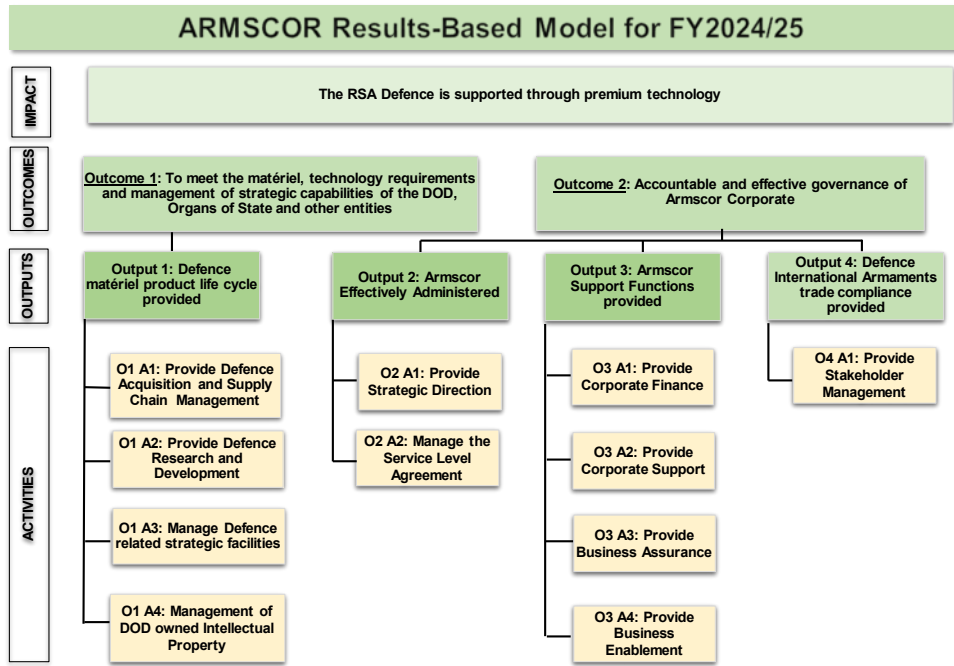 ARMSCOR Results-Based Model for FY2024/25
IMPACT
The RSA Defence is supported through premium technology
OUTCOMES
Outcome 1: To meet the matériel, technology requirements
and management of strategic capabilities of the DOD,
Organs of State and other entities
Outcome 2: Accountable and effective governance of
Armscor Corporate
OUTPUTS
Output 1: Defence
matériel product life cycle
provided
Output 2: Armscor
Effectively Administered
Output 3: Armscor
Support Functions
provided
Output 4: Defence
International Armaments
trade compliance
provided
ACTIVITIES
O1 A1: Provide Defence
Acquisition and Supply
Chain Management
O1 A2: Provide Defence
Research and
Development
O1 A3: Manage Defence
related strategic facilities
O1 A4: Management of
DOD owned Intellectual
Property
O2 A1: Provide
Strategic Direction
O2 A2: Manage the
Service Level
Agreement
O3 A1: Provide
Corporate Finance
O3 A2: Provide
Corporate Support
O3 A3: Provide
Business Assurance
O3 A4: Provide
Business
Enablement
O4 A1: Provide
Stakeholder
Management